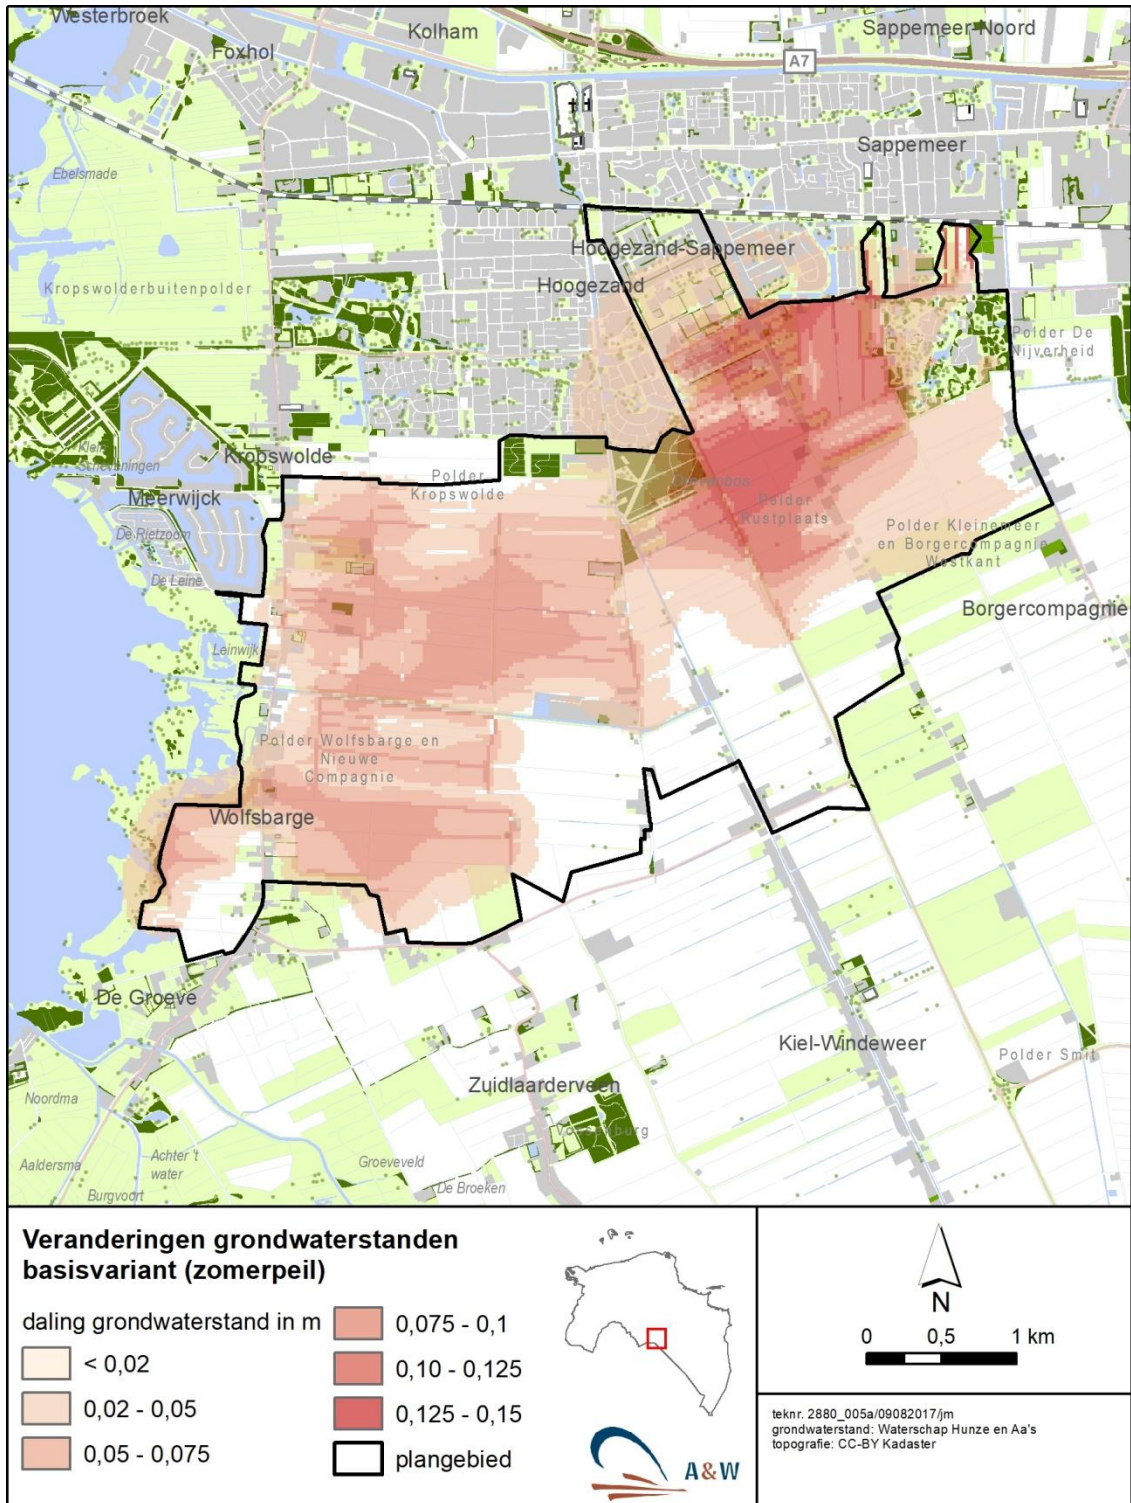 Westerbroek
Kolham
Sappemeer-Noord
Foxhol
A7
Sappemeer
Ebelsmade
Hoogezand-Sappemeer
Hoogezand
Kropswolderbuitenpolder
Polder De
Nijverheid
Klein
Scheveningen
Kropswolde
Polder
Kropswolde
Meerwijck
De Rietzoom
De Leine
Polder
Rustplaats
Polder Kleinemeer
en Borgercompagnie
Westkant
Borgercompagnie
Leinwijk
Polder Wolfsbarge en
Nieuwe
Compagnie
Wolfsbarge
De Groeve
Kiel-Windeweer
Polder Smit
Zuidlaarderveen
Noordma
Aaldersma
Achter 't
water
Burgvoort
Groeveveld
De Broeken
Veranderingen grondwaterstanden
basisvariant (zomerpeil)
daling grondwaterstand in m
< 0,02
0,02 - 0,05
0,05 - 0,075
0,075 - 0,1
0,10 - 0,125
0,125 - 0,15
plangebied
A&W
N
0 0,5 1 km
teknr. 2880_005a/09082017/jm
grondwaterstand: Waterschap Hunze en Aa's
topografie: CC-BY Kadaster